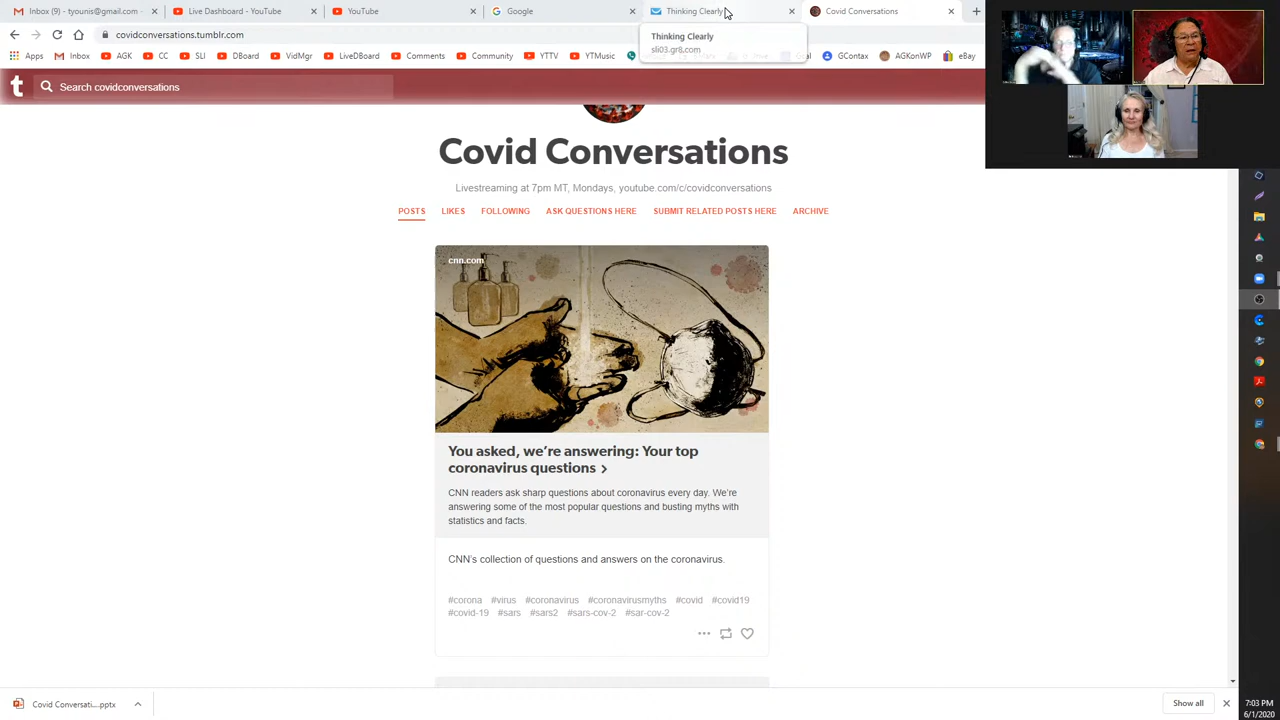 Inbox (9) - tyounis@gmail.com -
Live Dashboard - YouTube
YouTube
Google
Thinking Clearly
Covid Conversations
covidconversations.tumblr.com
Thinking Clearly
sli03.gr8.com
Apps
Inbox
AGK
CC
SLI
DBoard
VidMgr
LiveDBoard
Community
Comments
YTTV
YTMusic
GContax
AGKonWP
eBay
t
Search covidconversations
Covid Conversations
Livestreaming at 7pm MT, Mondays, youtube.com/c/covidconversations
POSTS
LIKES
FOLLOWING
ASK QUESTIONS HERE
SUBMIT RELATED POSTS HERE
ARCHIVE
cnn.com
You asked, we're answering: Your top
coronavirus questions >
CNN readers ask sharp questions about coronavirus every day. We're
answering some of the most popular questions and busting myths with
statistics and facts.
CNN's collection of questions and answers on the coronavirus.
#corona #virus #coronavirus #coronavirusmyths #covid #covid19
#covid-19 #sars #sars2 #sars-cov-2 #sar-cov-2
Covid Conversati....pptx
Show all
7:03 PM
6/1/2020